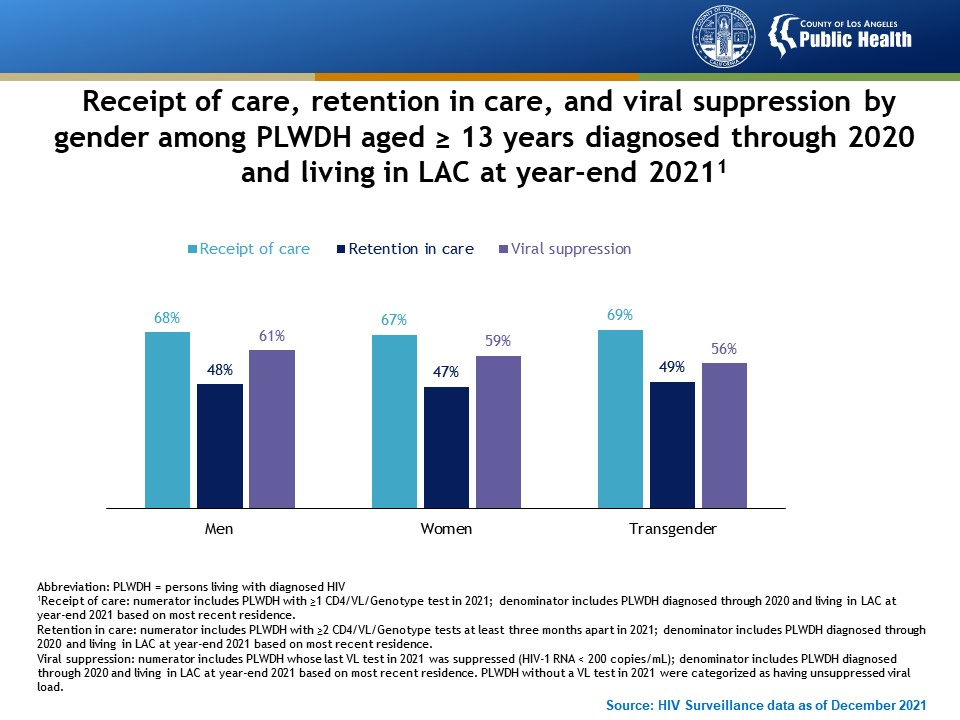 COUNTY OF LOS ANGELES
Public Health
Receipt of care, retention in care, and viral suppression by
gender among PLWDH aged ≥ 13 years diagnosed through 2020
and living in LAC at year-end 2021¹
Receipt of care Retention in care Viral suppression
68%
48%
61%
67%
47%
59%
69%
49%
56%
Men Women Transgender
Abbreviation: PLWDH = persons living with diagnosed HIV
¹Receipt of care: numerator includes PLWDH with ≥1 CD4/VL/Genotype test in 2021; denominator includes PLWDH diagnosed through 2020 and living in LAC at
year-end 2021 based on most recent residence.
Retention in care: numerator includes PLWDH with ≥2 CD4/VL/Genotype tests at least three months apart in 2021; denominator includes PLWDH diagnosed through
2020 and living in LAC at year-end 2021 based on most recent residence.
Viral suppression: numerator includes PLWDH whose last VL test in 2021 was suppressed (HIV-1 RNA < 200 copies/mL); denominator includes PLWDH diagnosed
through 2020 and living in LAC at year-end 2021 based on most recent residence. PLWDH without a VL test in 2021 were categorized as having unsuppressed viral
load.
Source: HIV Surveillance data as of December 2021